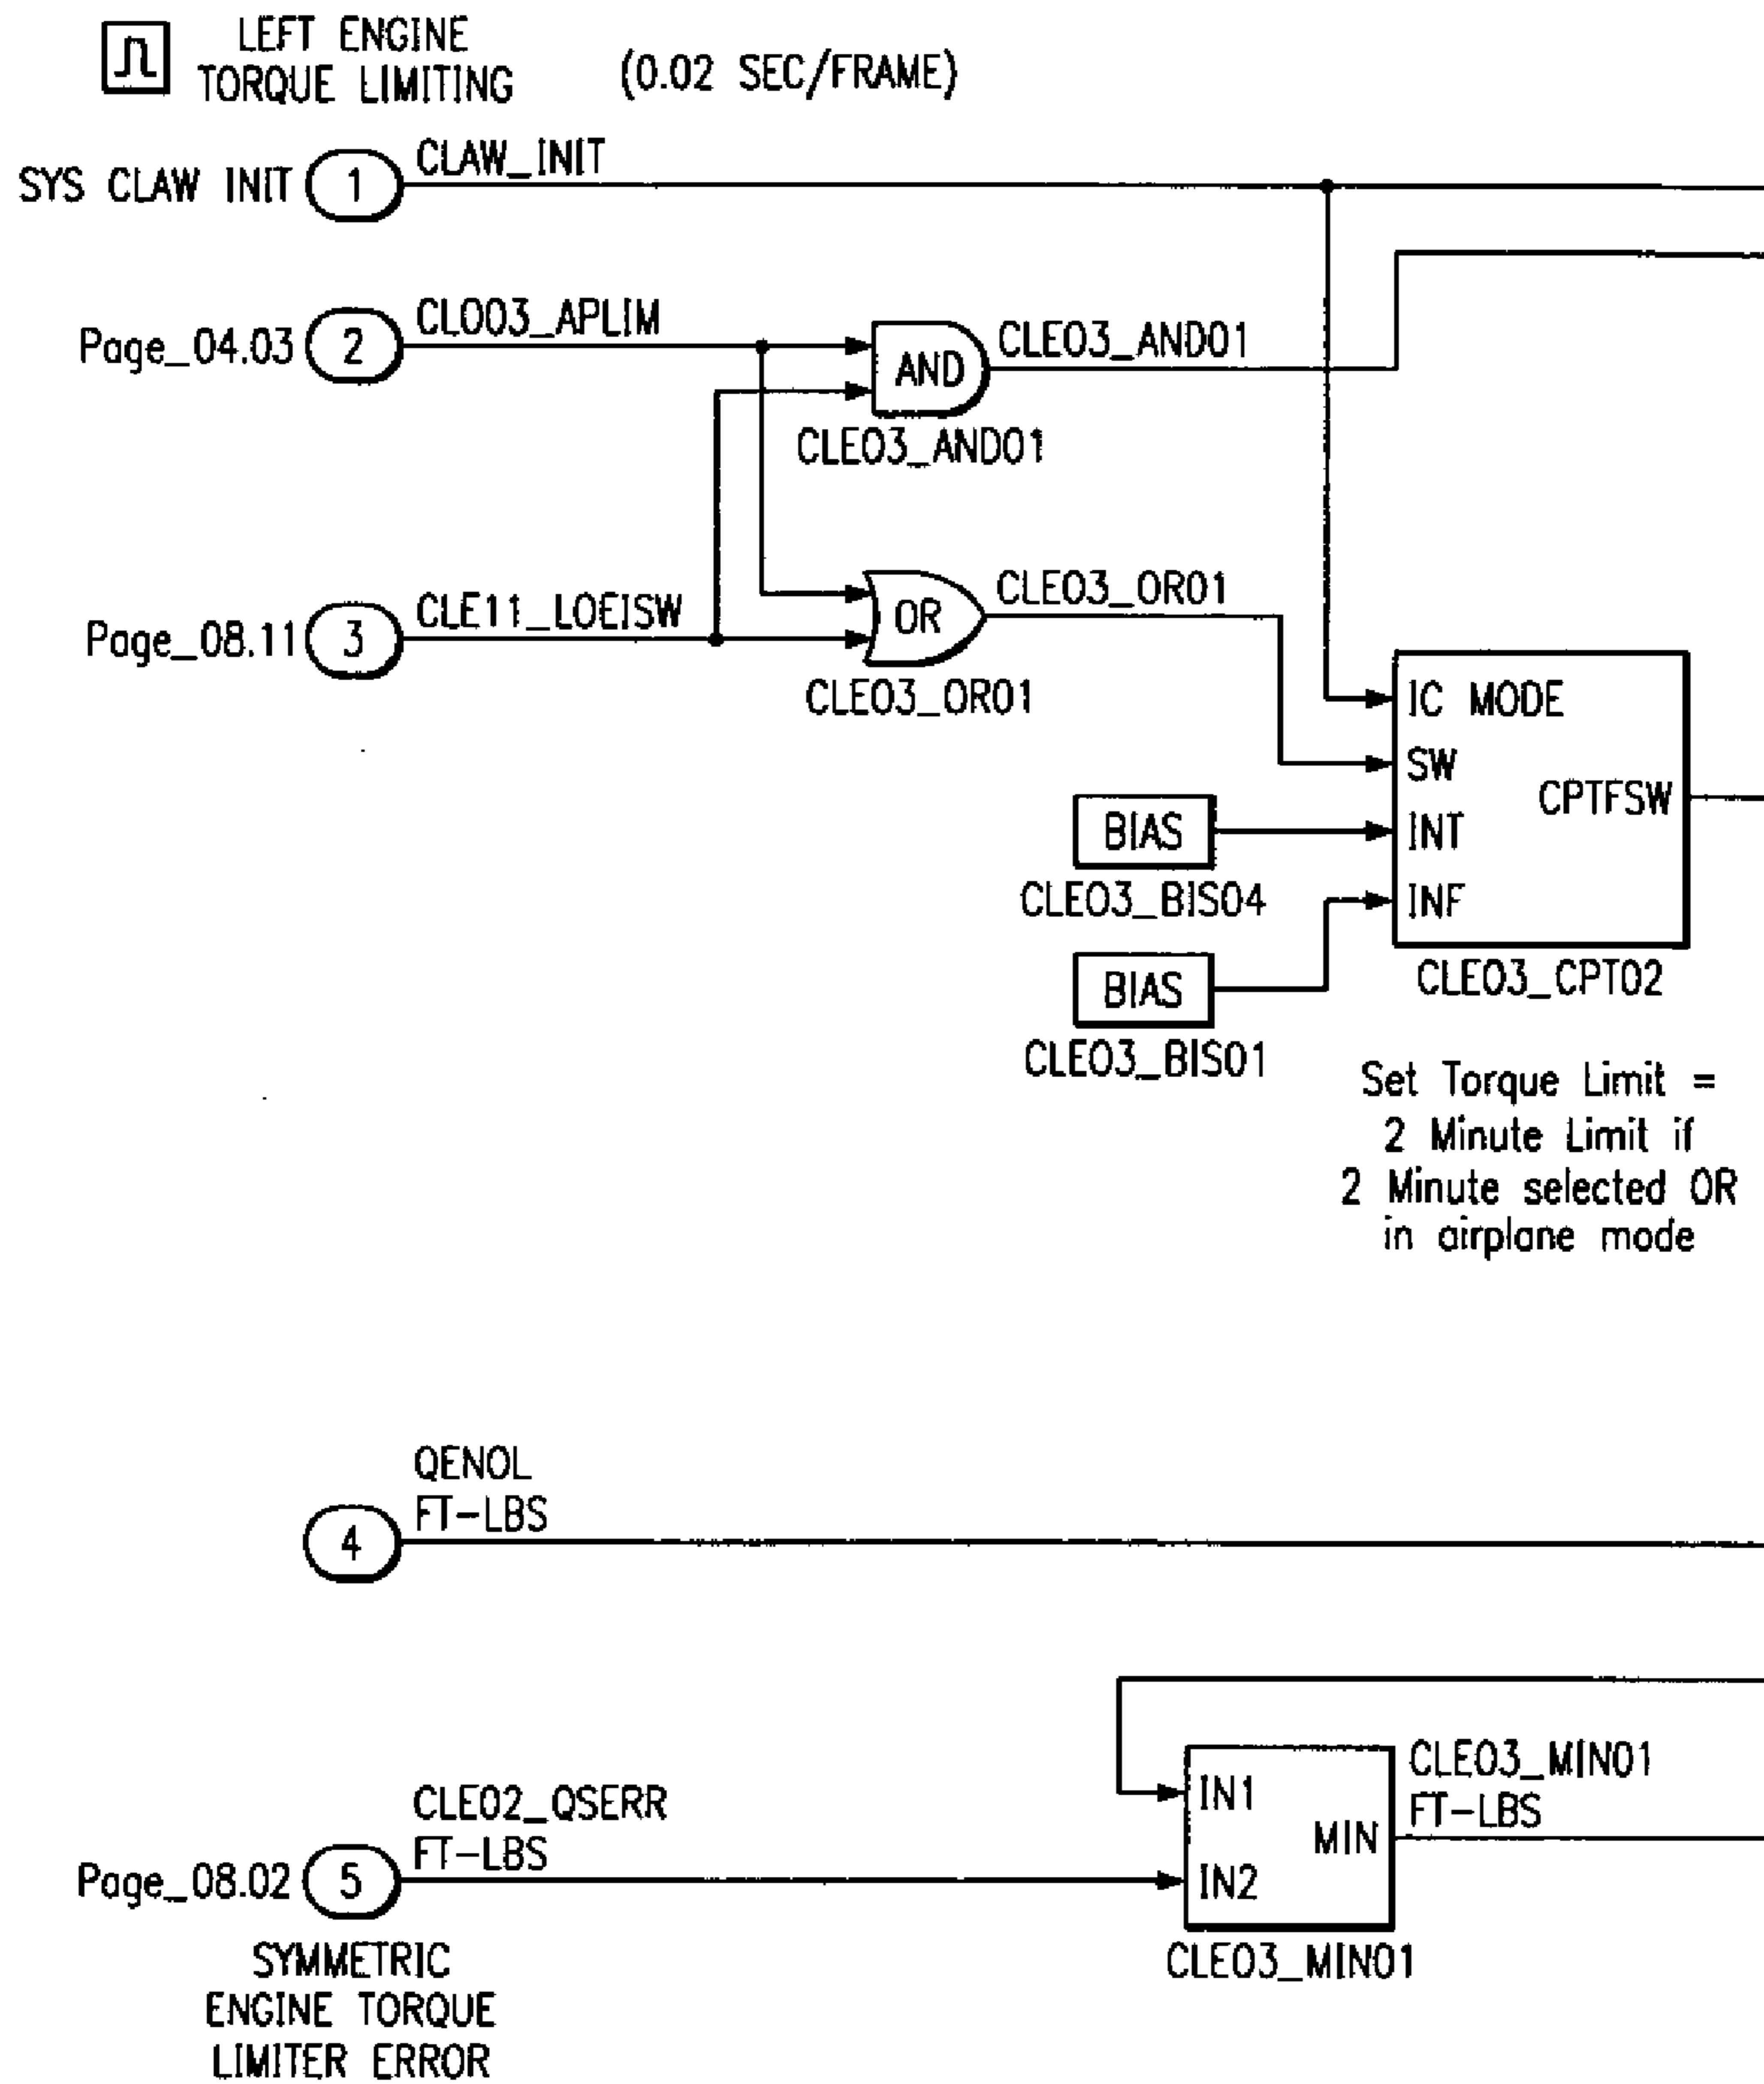 LEFT ENGINE
TORQUE LIMITING
(0.02 SEC/FRAME)
SYS CLAW INIT
1
CLAW_INIT
Page_04.03
2
CLO03_APLIM
AND
CLE03_AND01
CLE03_AND01
Page_08.11
3
CLE11_LOEISW
OR
CLE03_OR01
CLE03_OR01
IC MODE
SW
INT
INF
CPTFSW
CLE03_CPT02
BIAS
CLE03_BIS04
BIAS
CLE03_BIS01
Set Torque Limit =
2 Minute Limit if
2 Minute selected OR
in airplane mode
QENOL
FT-LBS
4
CLE02_QSERR
FT-LBS
Page_08.02
5
SYMMETRIC
ENGINE TORQUE
LIMITER ERROR
IN1
IN2
MIN
CLE03_MIN01
FT-LBS
CLE03_MIN01